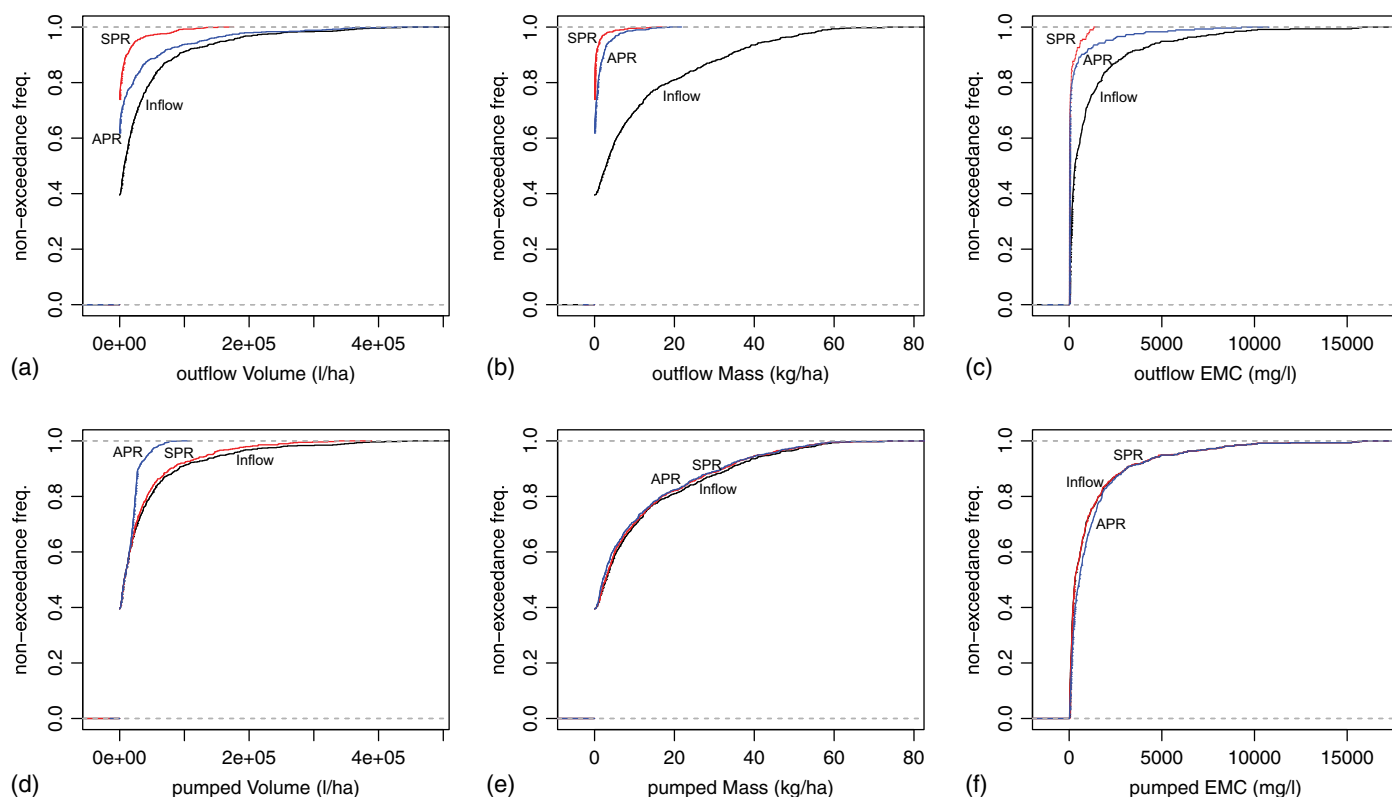 1.0
0.8
0.6
0.4
0.2
0.0
non−exceedance freq.
SPR
APR
Inflow
0e+00 2e+05 4e+05
(a) outflow Volume (l/ha)
1.0
0.8
0.6
0.4
0.2
0.0
non−exceedance freq.
SPR
APR
Inflow
0 20 40 60 80
(b) outflow Mass (kg/ha)
1.0
0.8
0.6
0.4
0.2
0.0
non−exceedance freq.
SPR
APR
Inflow
0 5000 10000 15000
(c) outflow EMC (mg/l)
1.0
0.8
0.6
0.4
0.2
0.0
non−exceedance freq.
APR SPR
Inflow
0e+00 2e+05 4e+05
(d) pumped Volume (l/ha)
1.0
0.8
0.6
0.4
0.2
0.0
non−exceedance freq.
APR SPR
Inflow
0 20 40 60 80
(e) pumped Mass (kg/ha)
1.0
0.8
0.6
0.4
0.2
0.0
non−exceedance freq.
SPR
Inflow
APR
0 5000 10000 15000
(f) pumped EMC (mg/l)